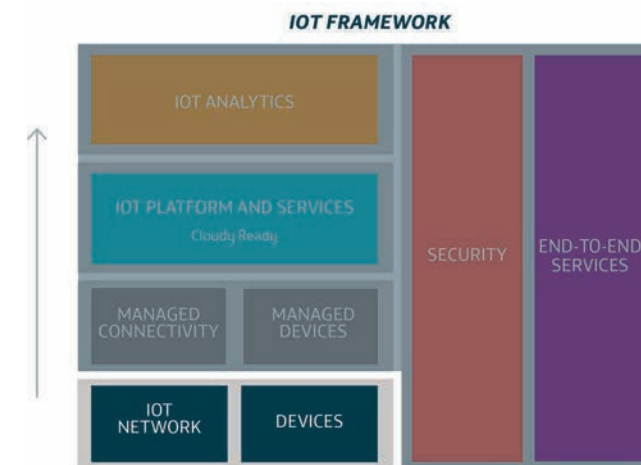 IOT FRAMEWORK
IOT ANALYTICS
IOT PLATFORM AND SERVICES
Cloudy Ready
MANAGED
CONNECTIVITY
MANAGED
DEVICES
IOT
NETWORK
DEVICES
SECURITY
END-TO-END
SERVICES